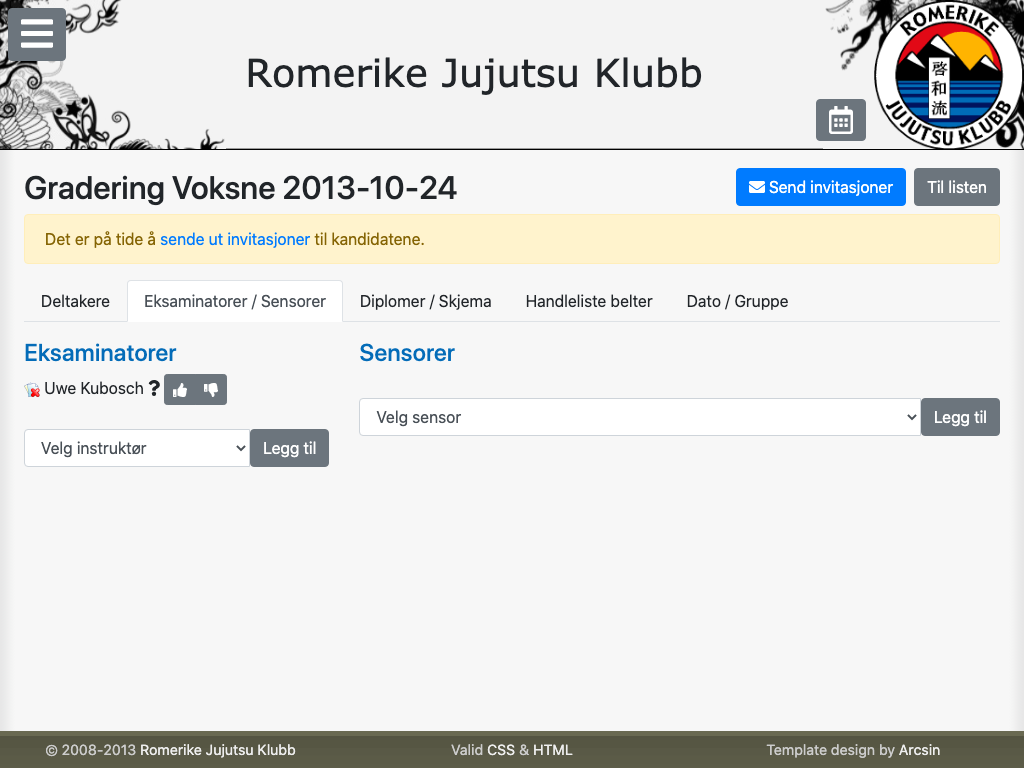 Romerike Jujutsu Klubb
ROMERIKE
啓和流
JUJUTSU KLUBB
Gradering Voksne 2013-10-24
Send invitasjoner
Til listen
Det er på tide å sende ut invitasjoner til kandidatene.
Deltakere Eksaminatorer / Sensorer Diplomer / Skjema Handleliste belter Dato / Gruppe
Eksaminatorer
Uwe Kubosch ?
Velg instruktør Legg til
Sensorer
Velg sensor Legg til
© 2008-2013 Romerike Jujutsu Klubb Valid CSS & HTML Template design by Arcsin